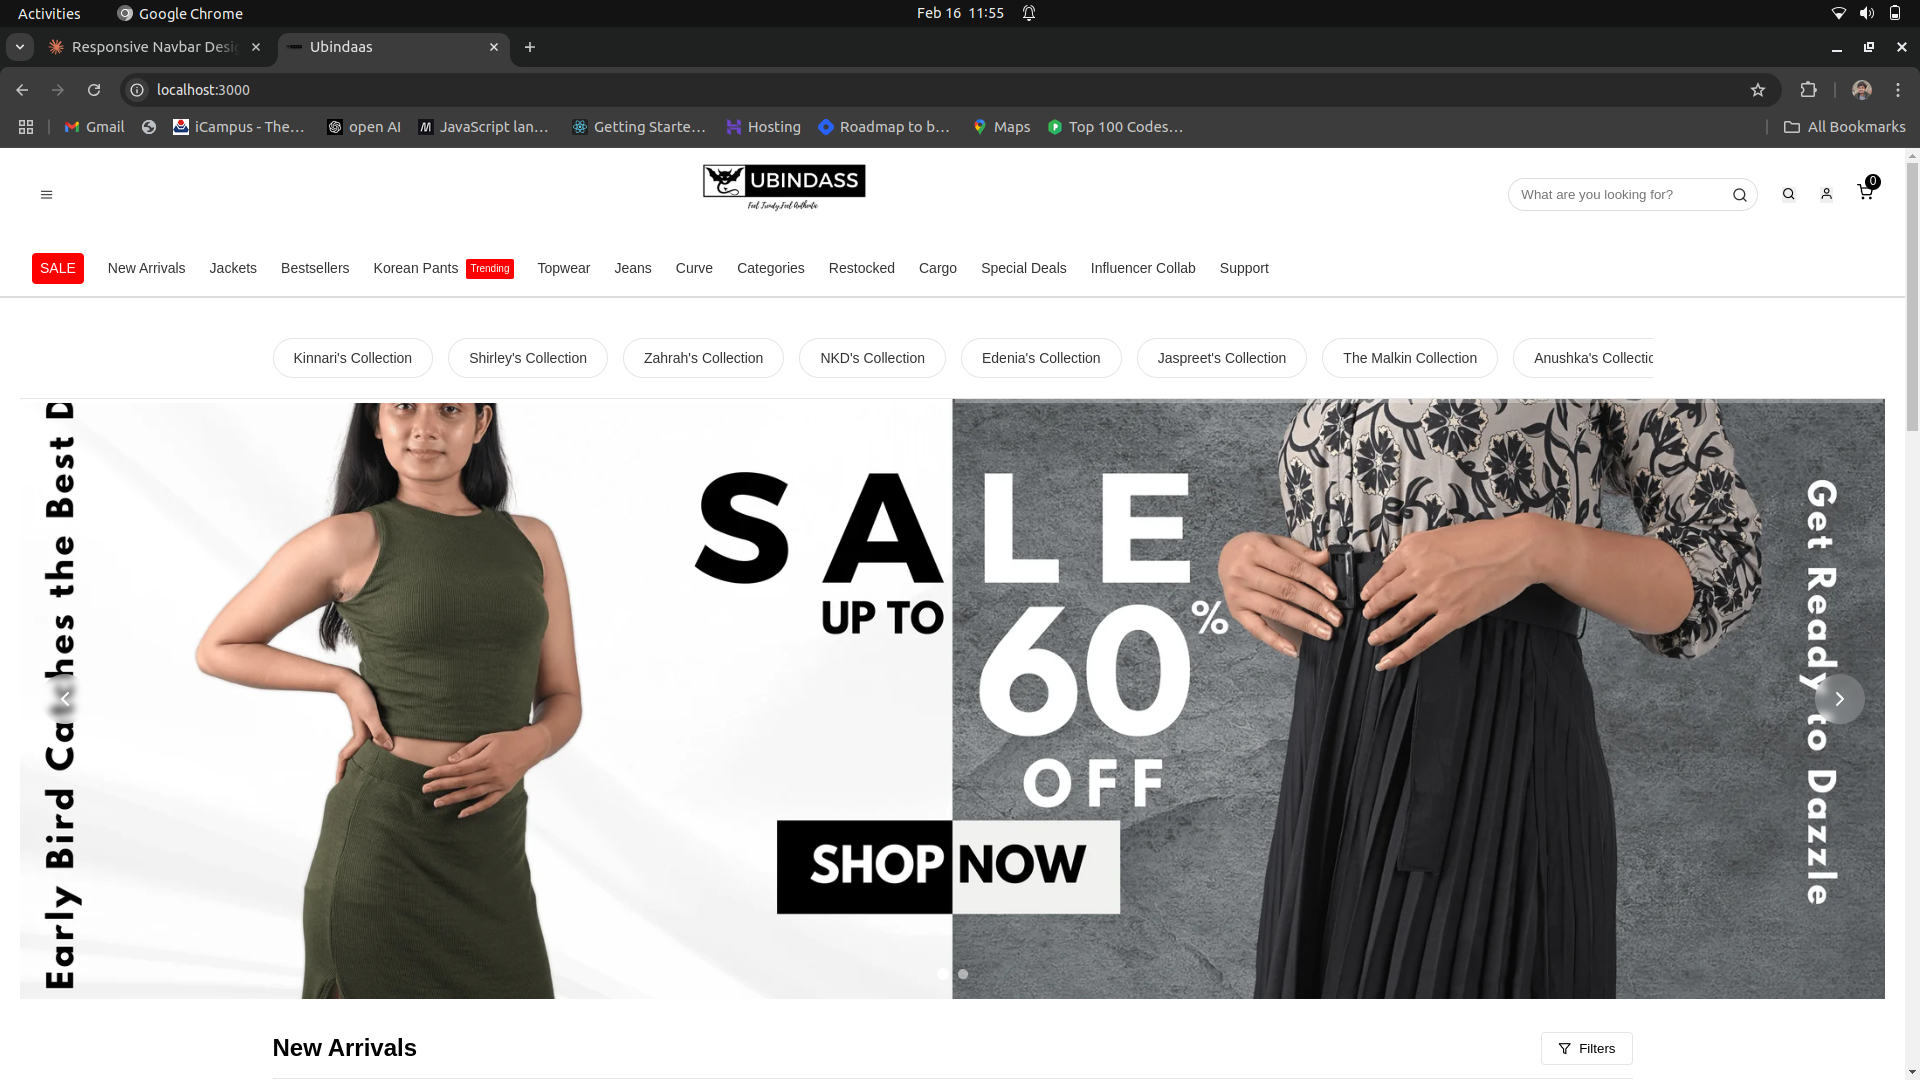 Activities
Google Chrome
Feb 16 11:55
Responsive Navbar Desi
Ubindaas
localhost:3000
Gmail
iCampus - The...
open AI
JavaScript lan...
Getting Starte...
Hosting
Roadmap to b...
Maps
Top 100 Codes...
All Bookmarks
UBINDASS
Feel Trendy, Feel Authentic
What are you looking for?
0
SALE
New Arrivals
Jackets
Bestsellers
Korean Pants
Trending
Topwear
Jeans
Curve
Categories
Restocked
Cargo
Special Deals
Influencer Collab
Support
Kinnari's Collection
Shirley's Collection
Zahrah's Collection
NKD's Collection
Edenia's Collection
Jaspreet's Collection
The Malkin Collection
Anushka's Collectio
Early Bird Catches the Best D
SALE
UP TO
60%
OFF
SHOP NOW
Get Ready to Dazzle
New Arrivals
Filters